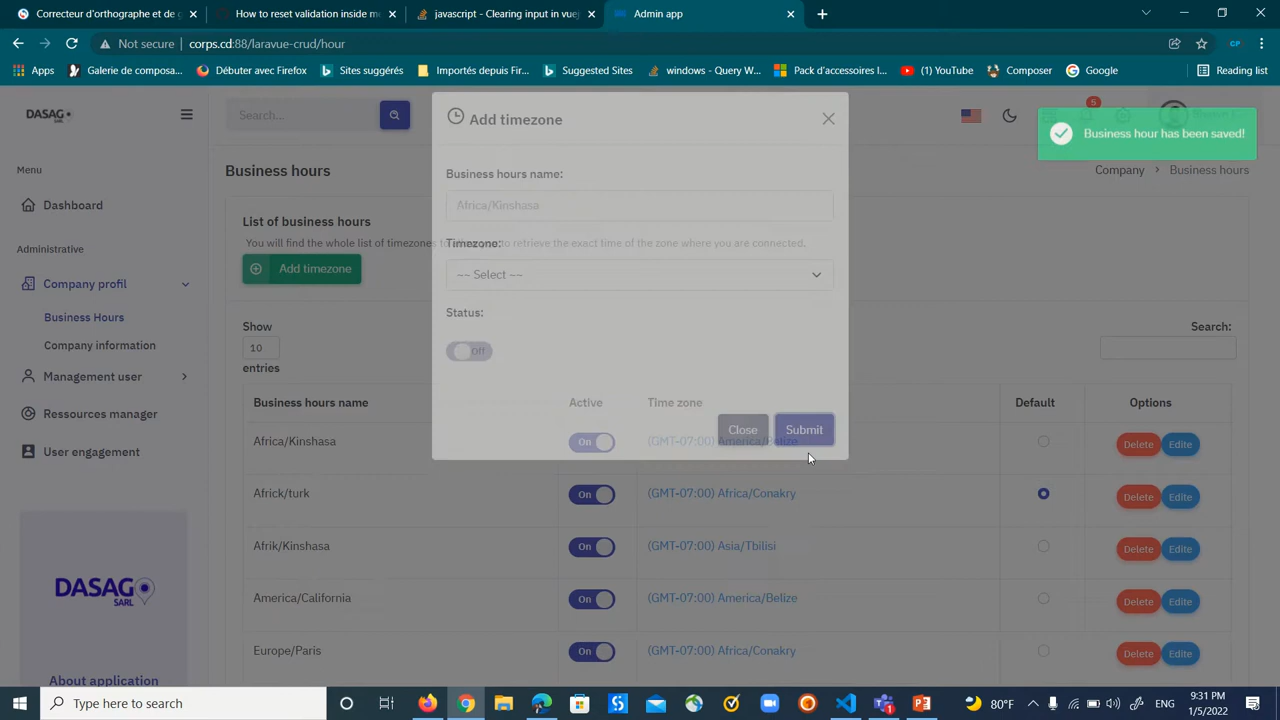 Correcteur d'orthographe et de g
How to reset validation inside m
javascript - Clearing input in vuej
Admin app
Not secure
corps.cd:88/laravue-crud/hour
CP
Apps
Galerie de composa...
Débuter avec Firefox
Sites suggérés
Importés depuis Fir...
Suggested Sites
windows - Query W...
Pack d'accessoires l...
(1) YouTube
Composer
Google
Reading list
DASAG
SARL
Search...
5
Add timezone
Business hour has been saved!
Menu
Business hours
Company > Business hours
Business hours name:
Dashboard
Africa/Kinshasa
List of business hours
You will find the whole list of timezones
to retrieve the exact time of the zone where you are connected.
Timezone:
Administrative
Add timezone
~~ Select ~~
Company profil
Business Hours
Status:
Show
Search:
Company information
10
Off
entries
Management user
Business hours name
Active
Time zone
Default
Options
Ressources manager
Close
Submit
Africa/Kinshasa
On
(GMT-07:00) America/Belize
Delete
Edite
User engagement
Africk/turk
On
(GMT-07:00) Africa/Conakry
Delete
Edite
Afrik/Kinshasa
On
(GMT-07:00) Asia/Tbilisi
Delete
Edite
DASAG
SARL
America/California
On
(GMT-07:00) America/Belize
Delete
Edite
Europe/Paris
On
(GMT-07:00) Africa/Conakry
Delete
Edite
About application
Type here to search
80°F
9:31 PM
1/5/2022